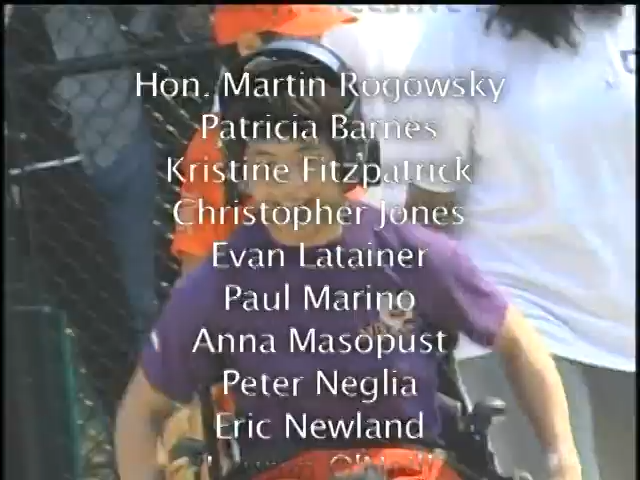 Hon. Martin Rogowsky
Patricia Barnes
Kristine Fitzpatrick
Christopher Jones
Evan Latainer
Paul Marino
Anna Masopust
Peter Neglia
Eric Newland